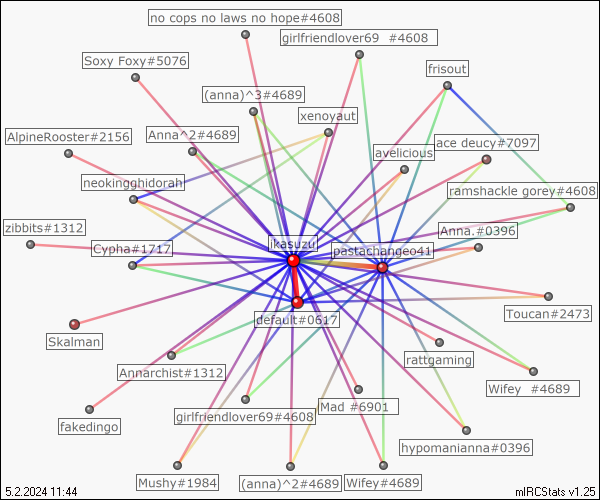 no cops no laws no hope#4608
girlfriendlover69 #4608
Soxy Foxy#5076
frisout
(anna)^3#4689
xenoyaut
AlpineRooster#2156
Anna^2#4689
ace deucy#7097
avelicious
neokingghidorah
ramshackle gorey#4608
zibbits#1312
Anna.#0396
ikasuzu
Cypha#1717
pastachange041
Toucan#2473
default#0617
Skalman
rattgaming
Annarchist#1312
Wifey #4689
Mad #6901
girlfriendlover69#4608
fakedingo
hypomanianna#0396
Mushy#1984
(anna)^2#4689
Wifey#4689
5.2.2024 11:44
mIRCStats v1.25